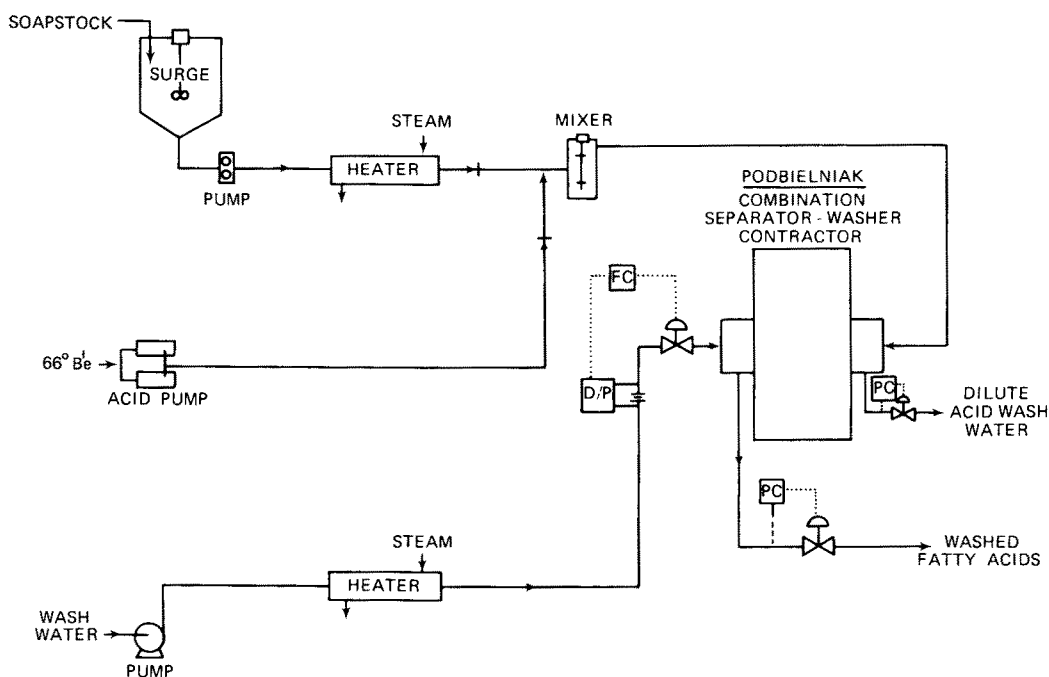 SOAPSTOCK
SURGE
PUMP
STEAM
HEATER
MIXER
PODBIELNIAK
COMBINATION
SEPARATOR - WASHER
CONTRACTOR
FC
66° Bé
ACID PUMP
D/P
PC
DILUTE
ACID WASH
WATER
PC
WASHED
FATTY ACIDS
STEAM
HEATER
WASH
WATER
PUMP